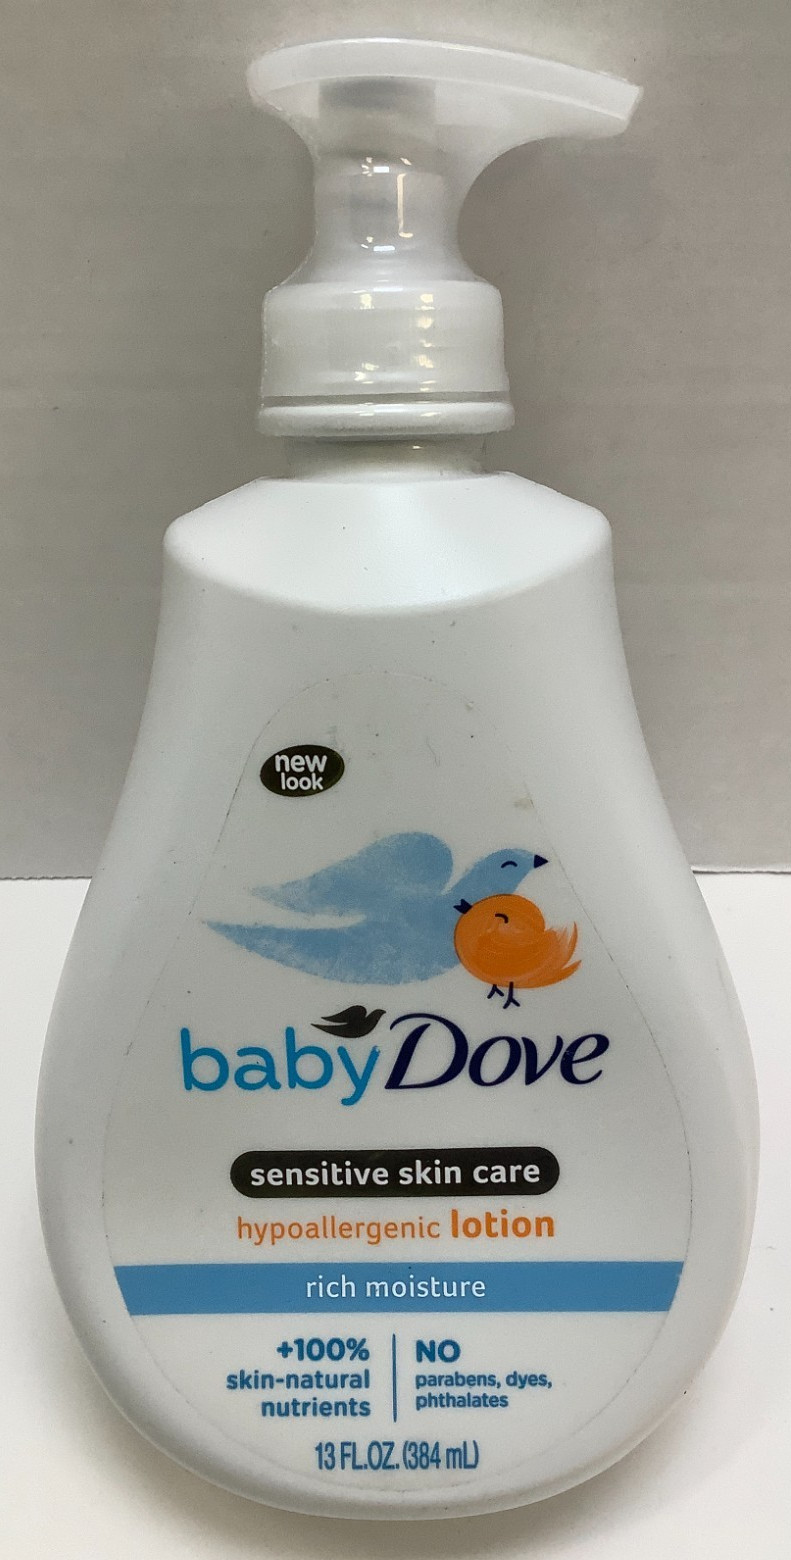 new
look
baby Dove
sensitive skin care
hypoallergenic lotion
rich moisture
+100%
skin-natural
nutrients
NO
parabens, dyes,
phthalates
13 FL.OZ. (384 mL)